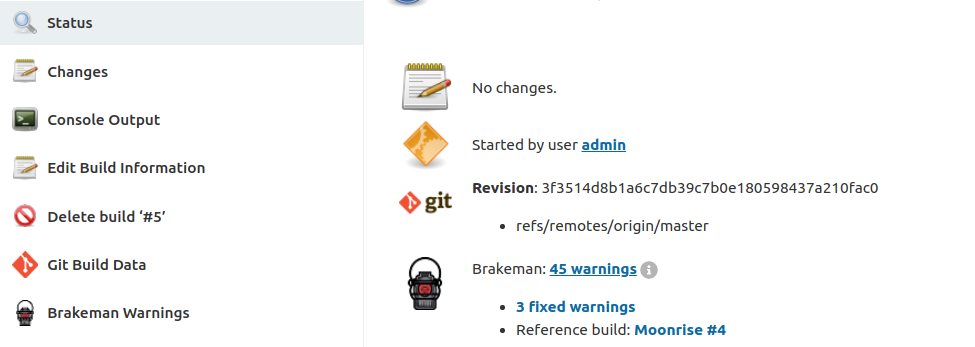 Status
Changes
Console Output
Edit Build Information
Delete build ‘#5’
Git Build Data
Brakeman Warnings
No changes.
Started by user admin
git
Revision: 3f3514d8b1a6c7db39c7b0e180598437a210fac0
• refs/remotes/origin/master
Brakeman: 45 warnings
• 3 fixed warnings
• Reference build: Moonrise #4